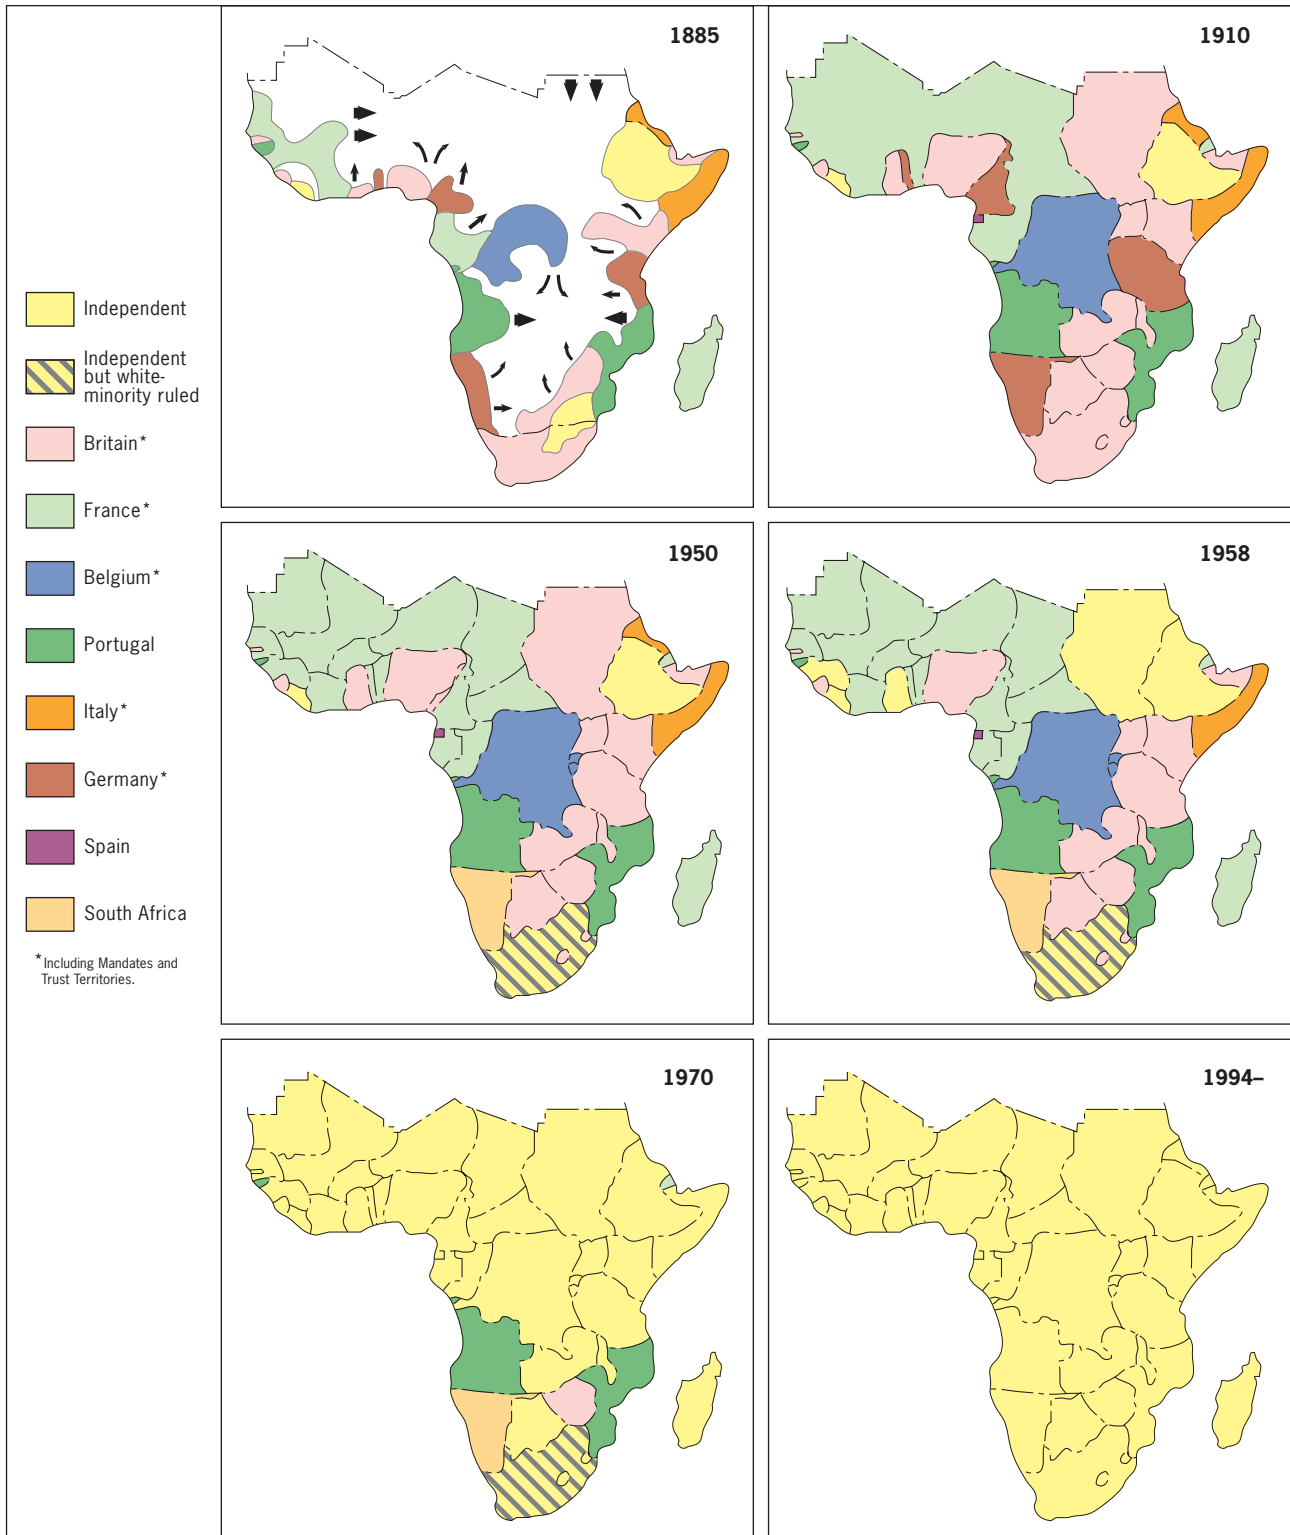 Independent
Independent
but white-
minority ruled
Britain*
France*
Belgium*
Portugal
Italy*
Germany*
Spain
South Africa
*Including Mandates and
Trust Territories.
1885
1910
1950
1958
1970
1994–